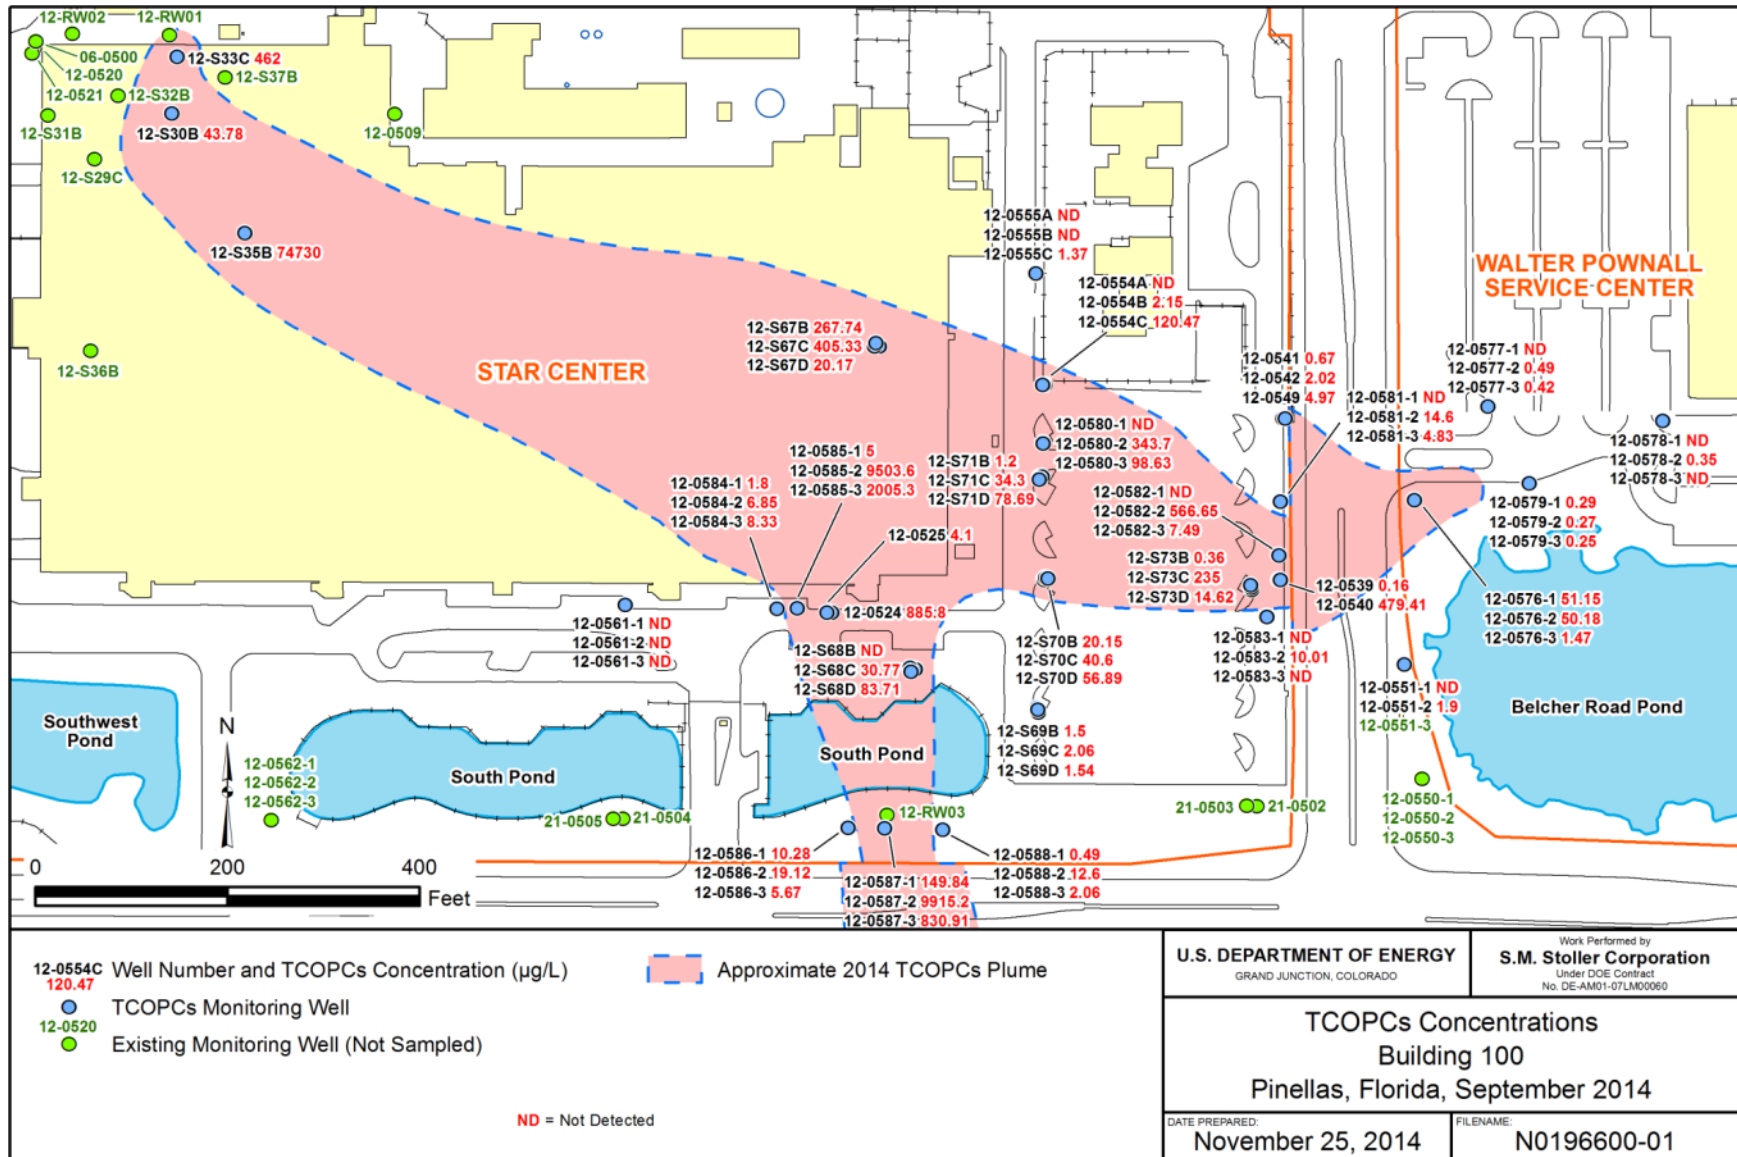 12-RW02
12-RW01
06-0500
12-0520
12-0521
12-S33C 462
12-S37B
12-S32B
12-S31B
12-S30B 43.78
12-0509
12-S29C
12-S35B 74730
12-S36B
STAR CENTER
12-0555A ND
12-0555B ND
12-0555C 1.37
12-0554A ND
12-0554B 2.15
12-0554C 120.47
WALTER POWNALL
SERVICE CENTER
12-S67B 267.74
12-S67C 405.33
12-S67D 20.17
12-0541 0.67
12-0542 2.02
12-0549 4.97
12-0577-1 ND
12-0577-2 0.49
12-0577-3 0.42
12-0581-1 ND
12-0581-2 14.6
12-0581-3 4.83
12-0578-1 ND
12-0578-2 0.35
12-0578-3 ND
12-0580-1 ND
12-0580-2 343.7
12-0580-3 98.63
12-0585-1 5
12-0585-2 9503.6
12-0585-3 2005.3
12-S71B 1.2
12-S71C 34.3
12-S71D 78.69
12-0584-1 1.8
12-0584-2 6.85
12-0584-3 8.33
12-0582-1 ND
12-0582-2 566.65
12-0582-3 7.49
12-0579-1 0.29
12-0579-2 0.27
12-0579-3 0.25
12-0525 4.1
12-S73B 0.36
12-S73C 235
12-S73D 14.62
12-0539 0.16
12-0540 479.41
12-0576-1 51.15
12-0576-2 50.18
12-0576-3 1.47
12-0524 885.8
12-0561-1 ND
12-0561-2 ND
12-0561-3 ND
12-S68B ND
12-S68C 30.77
12-S68D 83.71
12-S70B 20.15
12-S70C 40.6
12-S70D 56.89
12-0583-1 ND
12-0583-2 10.01
12-0583-3 ND
12-0551-1 ND
12-0551-2 1.9
12-0551-3
Belcher Road Pond
Southwest
Pond
N
South Pond
South Pond
12-S69B 1.5
12-S69C 2.06
12-S69D 1.54
12-0562-1
12-0562-2
12-0562-3
21-0505
21-0504
12-RW03
21-0503
21-0502
12-0550-1
12-0550-2
12-0550-3
12-0586-1 10.28
12-0586-2 19.12
12-0586-3 5.67
12-0587-1 149.84
12-0587-2 9915.2
12-0587-3 830.91
12-0588-1 0.49
12-0588-2 12.6
12-0588-3 2.06
0 200 400
Feet
12-0554C
120.47
Well Number and TCOPCs Concentration (µg/L)
TCOPCs Monitoring Well
12-0520
Existing Monitoring Well (Not Sampled)
Approximate 2014 TCOPCs Plume
ND = Not Detected
U.S. DEPARTMENT OF ENERGY
GRAND JUNCTION, COLORADO
Work Performed by
S.M. Stoller Corporation
Under DOE Contract
No. DE-AM01-07LM00060
TCOPCs Concentrations
Building 100
Pinellas, Florida, September 2014
DATE PREPARED:
November 25, 2014
FILENAME:
N0196600-01